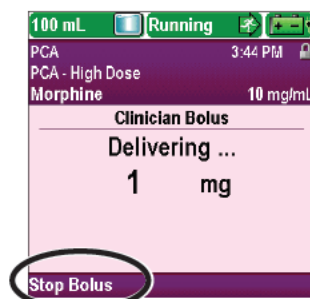 100 mL Running
PCA 3:44 PM
PCA - High Dose
Morphine 10 mg/mL
Clinician Bolus
Delivering ...
1 mg
Stop Bolus